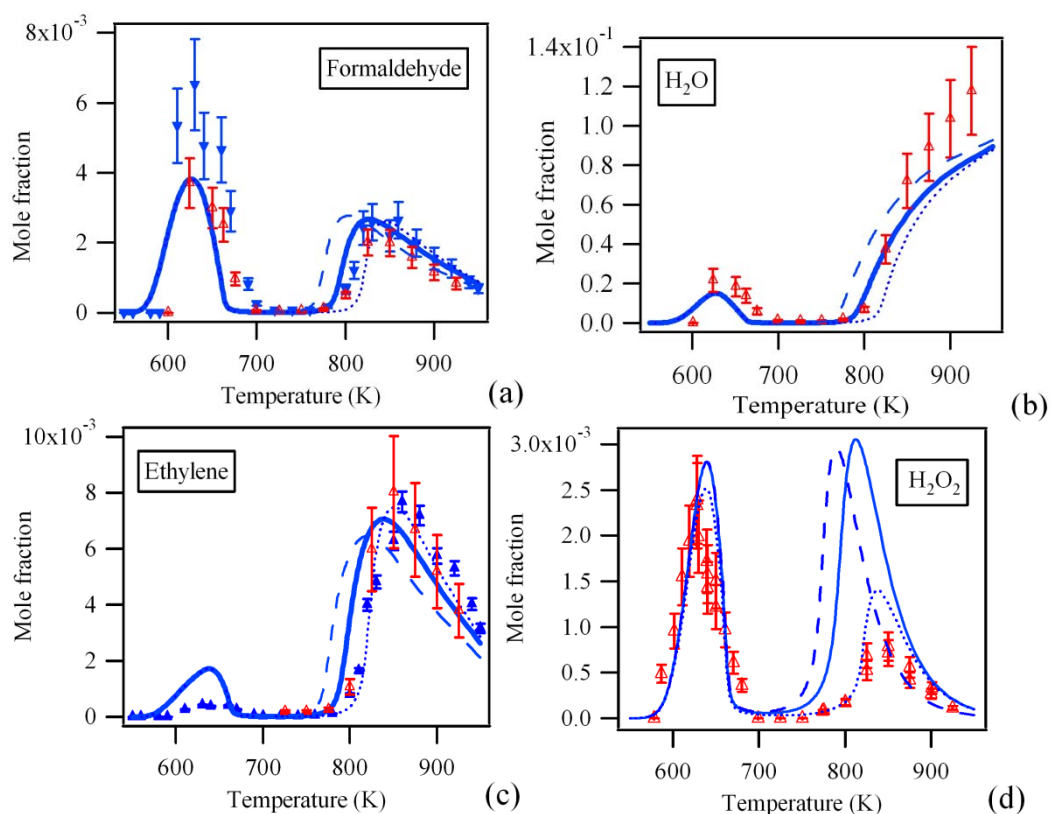 8x10⁻³
6
4
2
0
Mole fraction
Formaldehyde
600 700 800 900
Temperature (K)
(a)
1.4x10⁻¹
1.2
1.0
0.8
0.6
0.4
0.2
0.0
Mole fraction
H₂O
600 700 800 900
Temperature (K)
(b)
10x10⁻³
8
6
4
2
0
Mole fraction
Ethylene
600 700 800 900
Temperature (K)
(c)
3.0x10⁻³
2.5
2.0
1.5
1.0
0.5
0.0
Mole fraction
H₂O₂
600 700 800 900
Temperature (K)
(d)